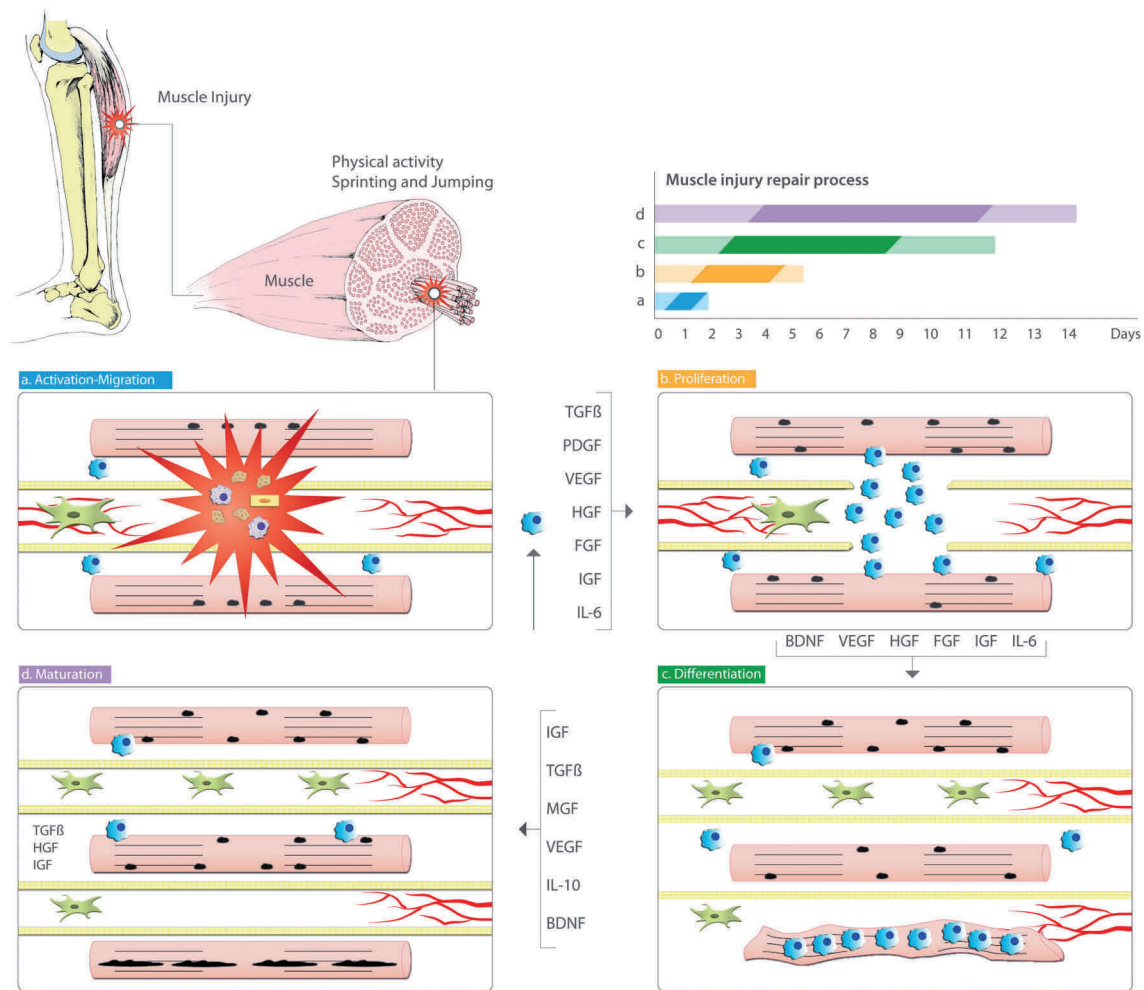 Muscle Injury
Physical activity
Sprinting and Jumping
Muscle
Muscle injury repair process
d
c
b
a
0 1 2 3 4 5 6 7 8 9 10 11 12 13 14 Days
a. Activation-Migration
TGFß
PDGF
VEGF
HGF
FGF
IGF
IL-6
b. Proliferation
BDNF VEGF HGF FGF IGF IL-6
d. Maturation
TGFß
HGF
IGF
IGF
TGFß
MGF
VEGF
IL-10
BDNF
c. Differentiation